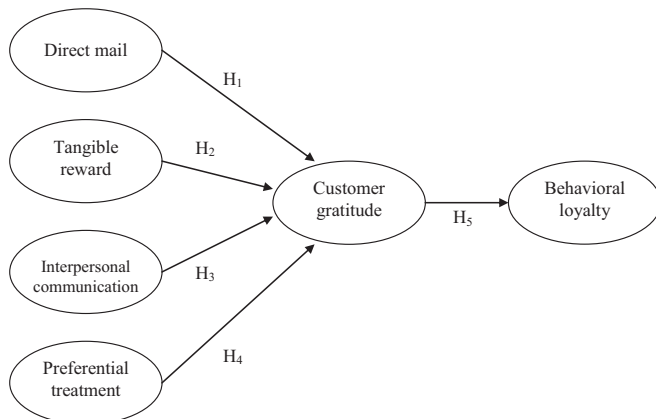 Direct mail
H₁
Tangible
reward
H₂
Customer
gratitude
H₅
Behavioral
loyalty
Interpersonal
communication
H₃
Preferential
treatment
H₄